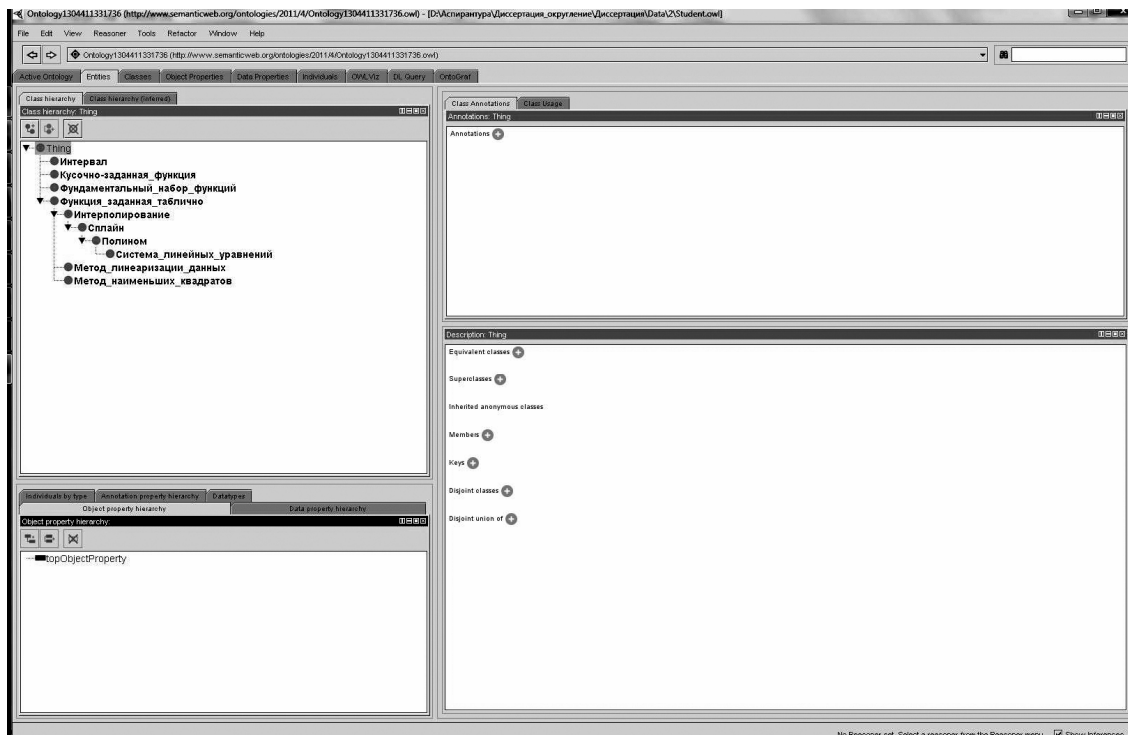 Ontology1304411331736 (http://www.semanticweb.org/ontologies/2011/4/Ontology1304411331736.owl) - [D:\Аспирантура\Диссертация_округление\Диссертация\Data\2\Student.owl]
File Edit View Reasoner Tools Refactor Window Help
Ontology1304411331736 (http://www.semanticweb.org/ontologies/2011/4/Ontology1304411331736.owl)
Active Ontology Entities Classes Object Properties Data Properties Individuals OWLViz DL Query OntoGraf
Class hierarchy Class hierarchy (inferred)
Class hierarchy: Thing
Thing
Интервал
Кусочно-заданная_функция
Фундаментальный_набор_функций
Функция_заданная_таблично
Интерполирование
Сплайн
Полином
Система_линейных_уравнений
Метод_линеаризации_данных
Метод_наименьших_квадратов
Individuals by type Annotation property hierarchy Datatypes
Object property hierarchy Data property hierarchy
Object property hierarchy:
topObjectProperty
Class Annotations Class Usage
Annotations: Thing
Annotations
Description: Thing
Equivalent classes
Superclasses
Inherited anonymous classes
Members
Keys
Disjoint classes
Disjoint union of
No Reasoner set. Select a reasoner from the Reasoner menu Show Inferences